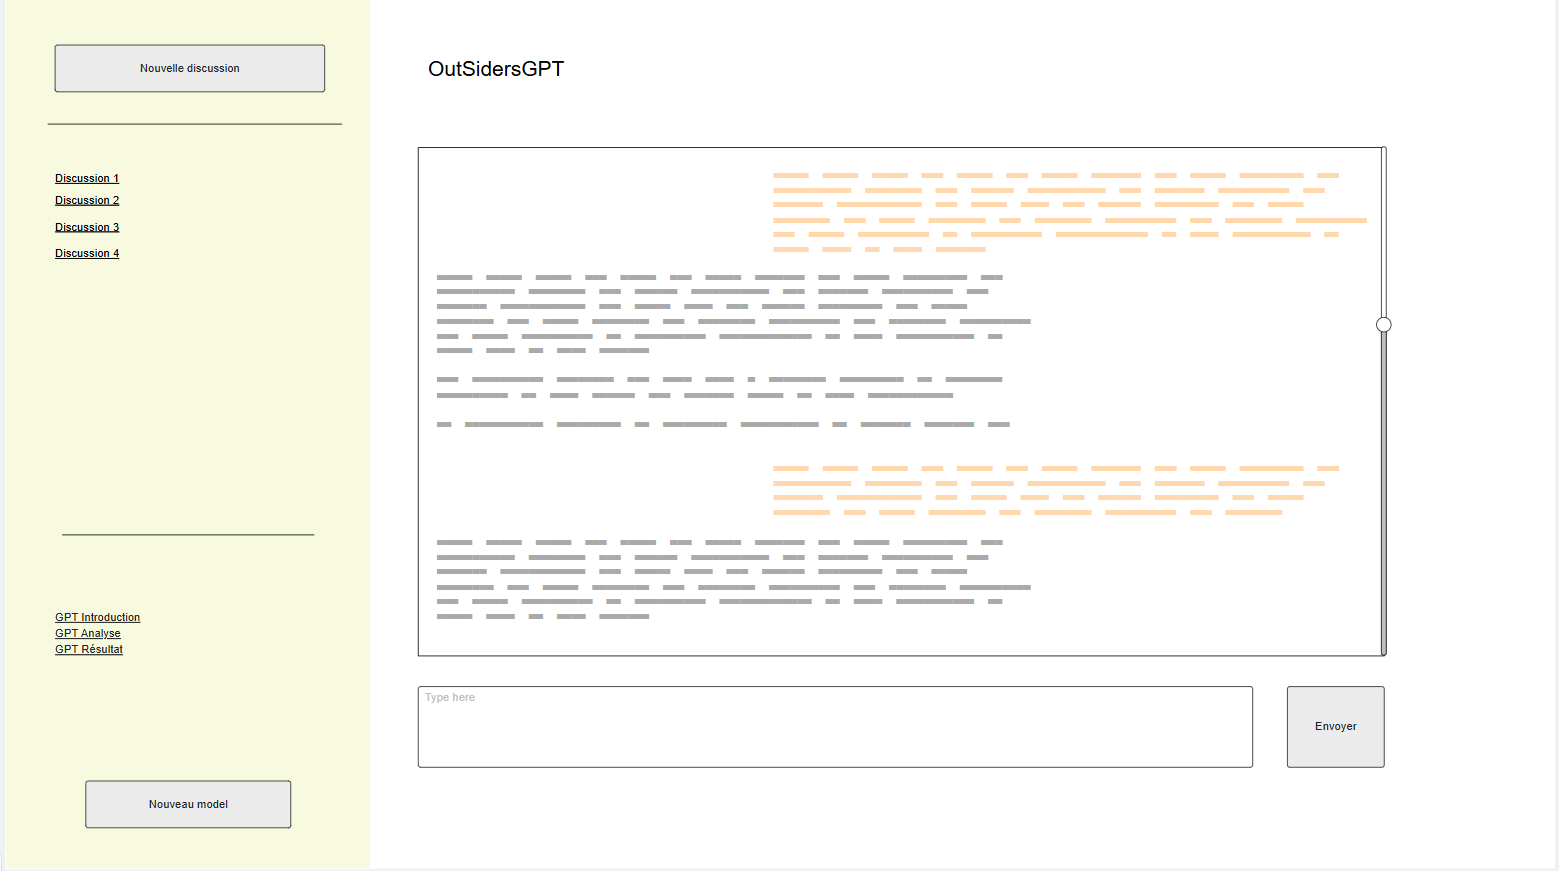 Nouvelle discussion
Discussion 1
Discussion 2
Discussion 3
Discussion 4
GPT Introduction
GPT Analyse
GPT Résultat
Nouveau model
OutSidersGPT
Type here
Envoyer